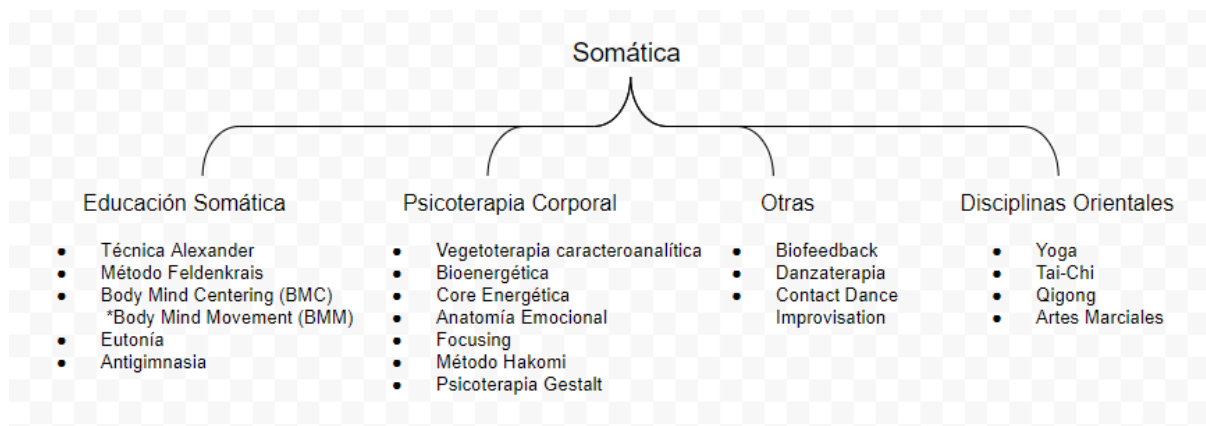 Somática
Educación Somática
● Técnica Alexander
● Método Feldenkrais
● Body Mind Centering (BMC)
*Body Mind Movement (BMM)
● Eutonía
● Antigimnasia
Psicoterapia Corporal
● Vegetoterapia caracteroanalítica
● Bioenergética
● Core Energética
● Anatomía Emocional
● Focusing
● Método Hakomi
● Psicoterapia Gestalt
Otras
● Biofeedback
● Danzaterapia
● Contact Dance
Improvisation
Disciplinas Orientales
● Yoga
● Tai-Chi
● Qigong
● Artes Marciales